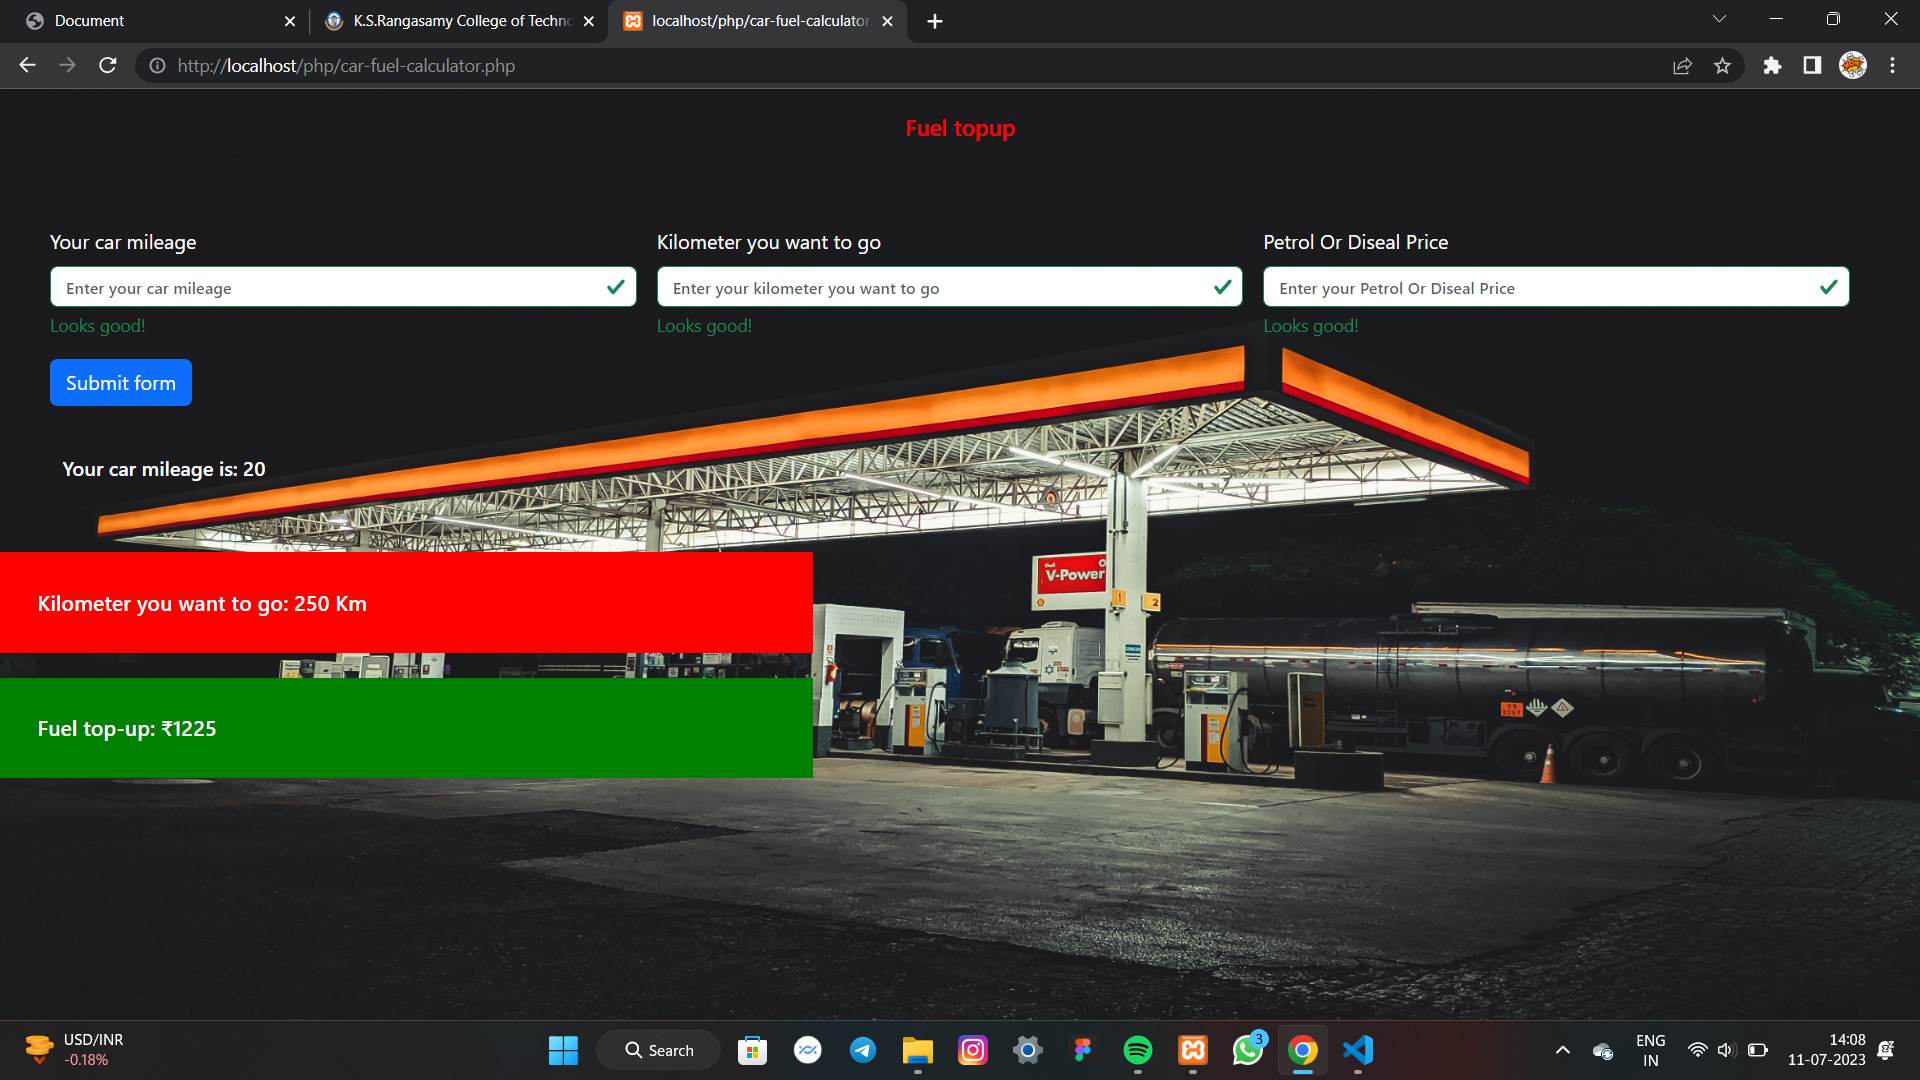 Document
K.S.Rangasamy College of Techno
localhost/php/car-fuel-calculator
http://localhost/php/car-fuel-calculator.php
Fuel topup
Your car mileage
Kilometer you want to go
Petrol Or Diseal Price
Enter your car mileage
Enter your kilometer you want to go
Enter your Petrol Or Diseal Price
Looks good!
Looks good!
Looks good!
Submit form
Your car mileage is: 20
V-Power
1
2
Kilometer you want to go: 250 Km
Fuel top-up: ₹1225
USD/INR
-0.18%
Search
3
ENG
IN
14:08
11-07-2023